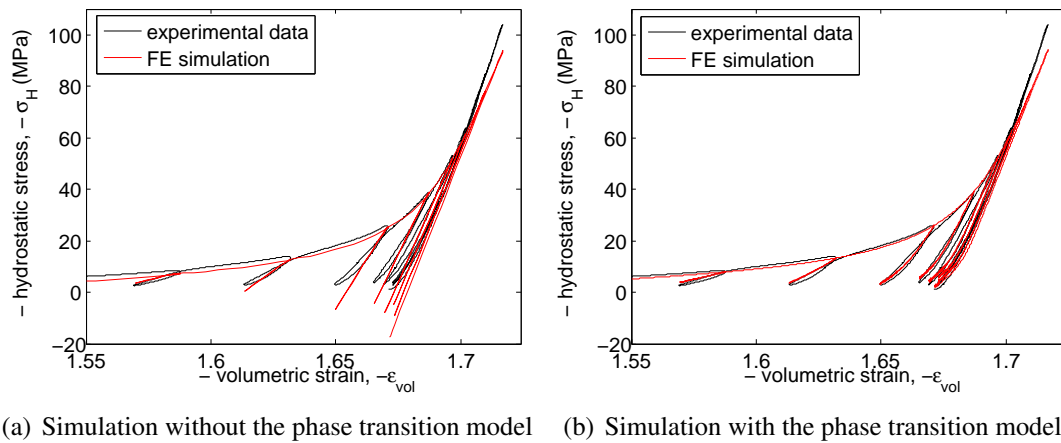 100
80
60
40
20
0
−20
− hydrostatic stress, − σH (MPa)
experimental data
FE simulation
1.55
1.6
1.65
1.7
− volumetric strain, −εvol
(a) Simulation without the phase transition model
100
80
60
40
20
0
−20
− hydrostatic stress, − σH (MPa)
experimental data
FE simulation
1.55
1.6
1.65
1.7
− volumetric strain, −εvol
(b) Simulation with the phase transition model